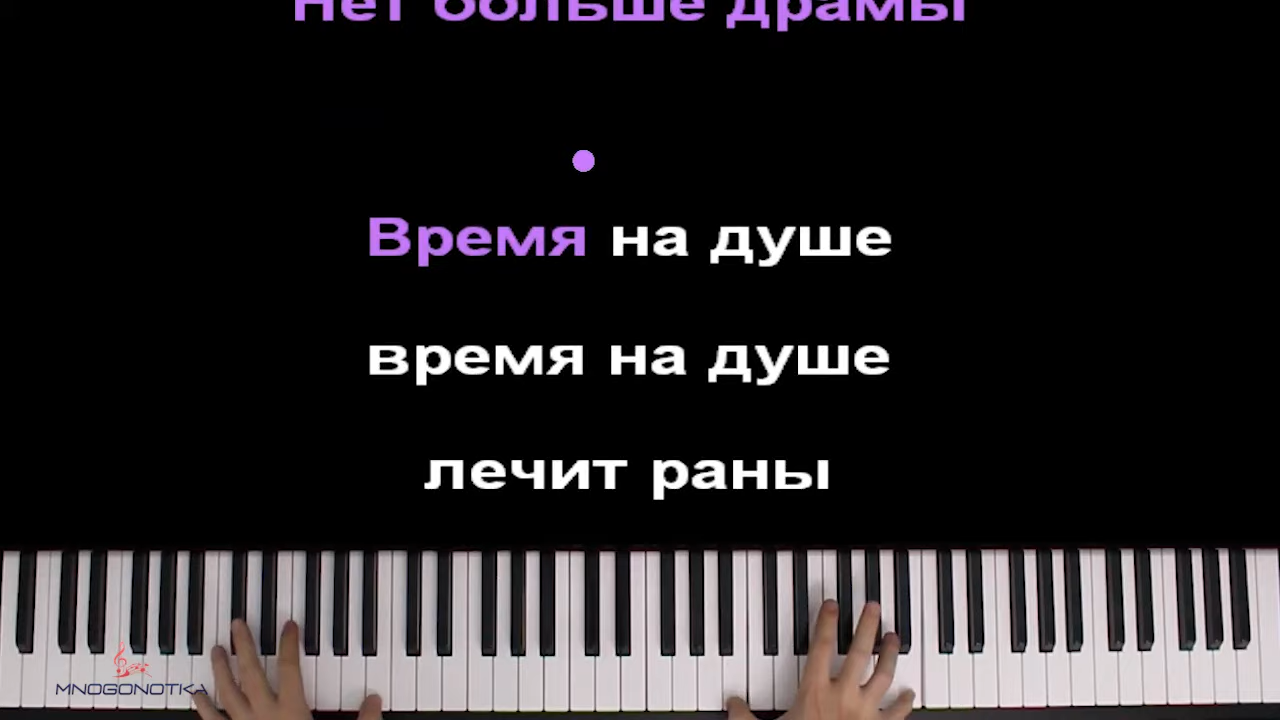 Нет больше драмы
Время на душе
время на душе
лечит раны
MNOGONOTKA